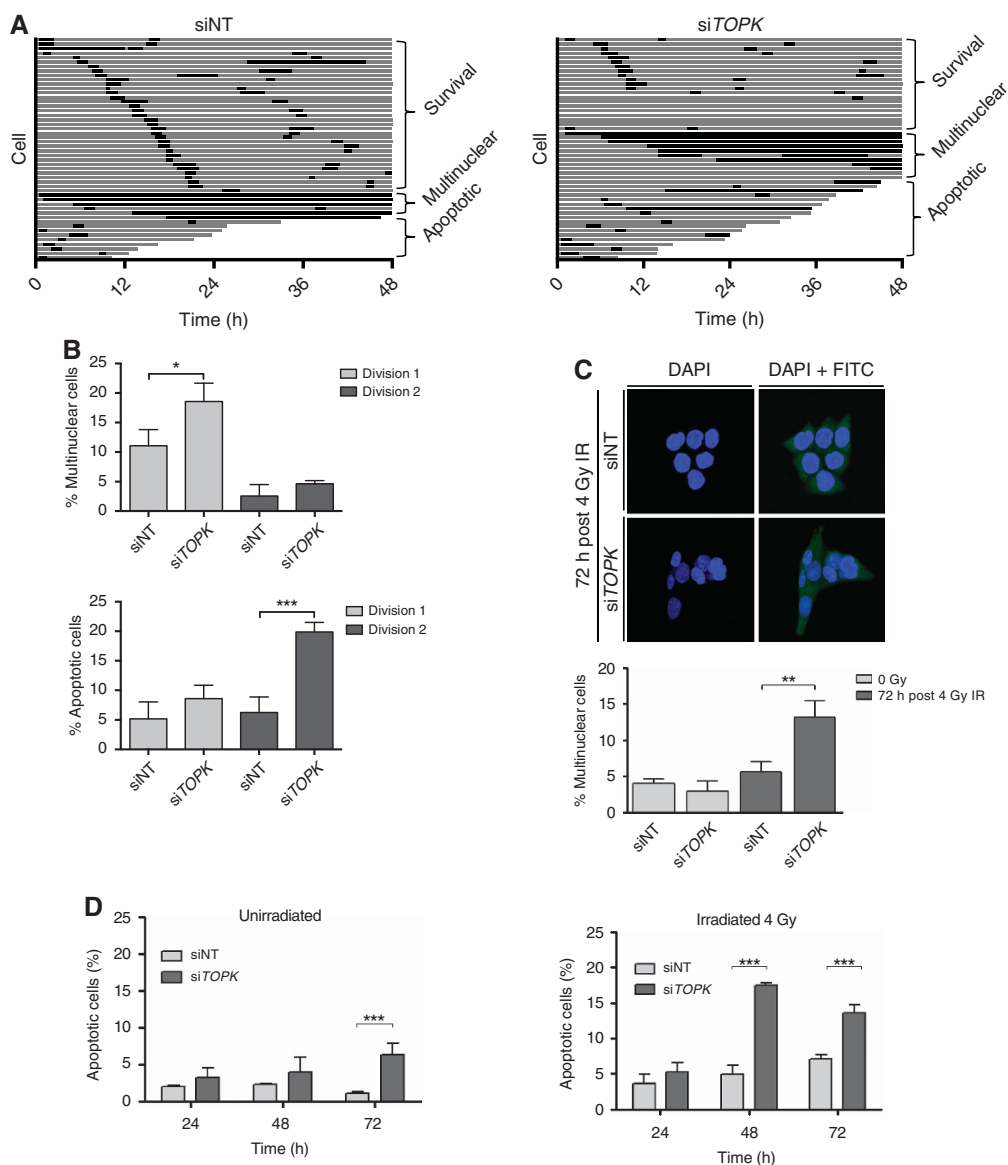 A
siNT
siTOPK
Cell
Survival
Multinuclear
Apoptotic
Survival
Multinuclear
Apoptotic
0 12 24 36 48
0 12 24 36 48
Time (h)
Time (h)
B
25
20
15
10
5
0
% Multinuclear cells
*
Division 1
Division 2
siNT
siTOPK
siNT
siTOPK
25
20
15
10
5
0
% Apoptotic cells
***
Division 1
Division 2
siNT
siTOPK
siNT
siTOPK
C
DAPI
DAPI + FITC
72 h post 4 Gy IR
siNT
siTOPK
20
15
10
5
0
% Multinuclear cells
**
0 Gy
72 h post 4 Gy IR
siNT
siTOPK
siNT
siTOPK
D
Unirradiated
25
20
15
10
5
0
Apoptotic cells (%)
siNT
siTOPK
***
24 48 72
Time (h)
Irradiated 4 Gy
25
20
15
10
5
0
Apoptotic cells (%)
siNT
siTOPK
***
***
24 48 72
Time (h)